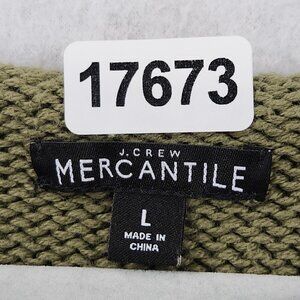 17673
J.CREW
MERCANTILE
L
MADE IN
CHINA